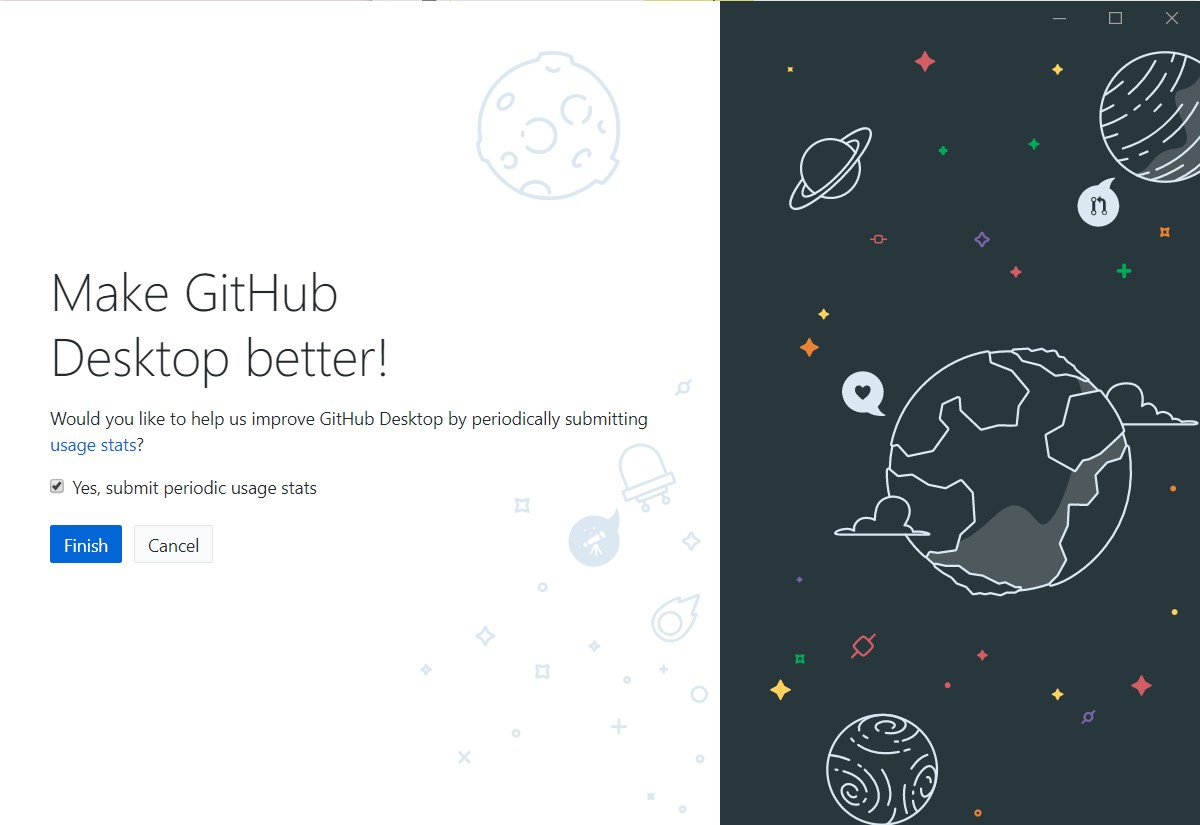 Make GitHub
Desktop better!
Would you like to help us improve GitHub Desktop by periodically submitting
usage stats?
Yes, submit periodic usage stats
Finish
Cancel